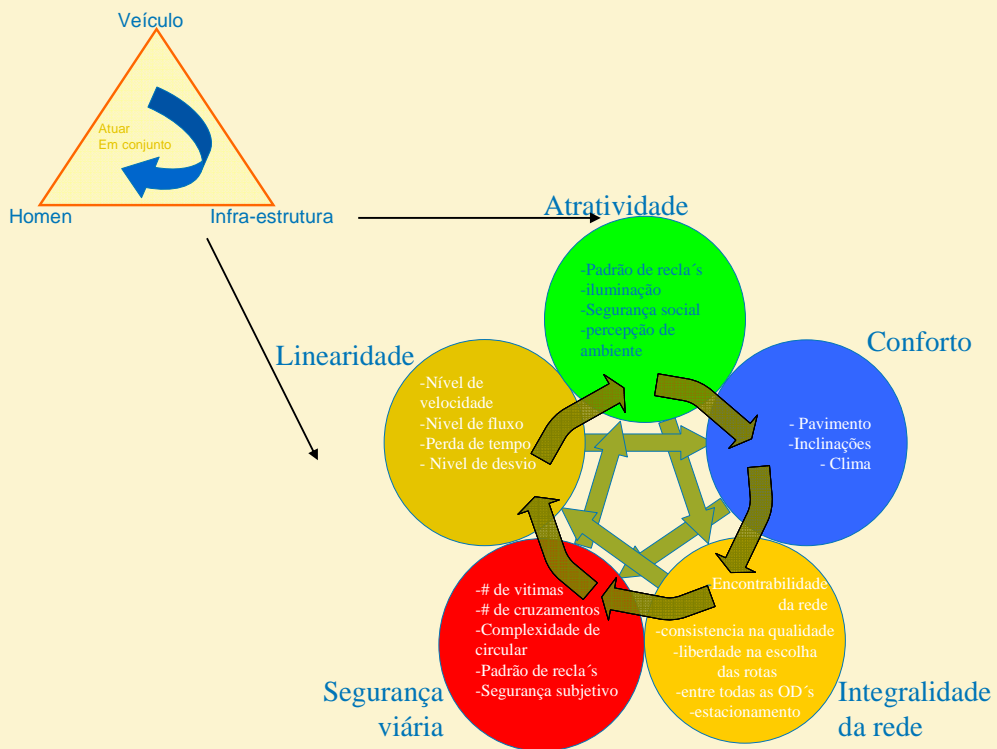 Veículo
Atuar
Em conjunto
Homen
Infra-estrutura
Atratividade
-Padrão de recla´s
-iluminação
-Segurança social
-percepção de
ambiente
Linearidade
-Nível de
velocidade
-Nivel de fluxo
-Perda de tempo
- Nivel de desvio
Conforto
- Pavimento
-Inclinações
- Clima
Segurança
viária
-# de vitimas
-# de cruzamentos
-Complexidade de
circular
-Padrão de recla´s
-Segurança subjetivo
-Encontrabilidade
da rede
-consistencia na qualidade
-liberdade na escolha
das rotas
-entre todas as OD´s
-estacionamento
Integralidade
da rede